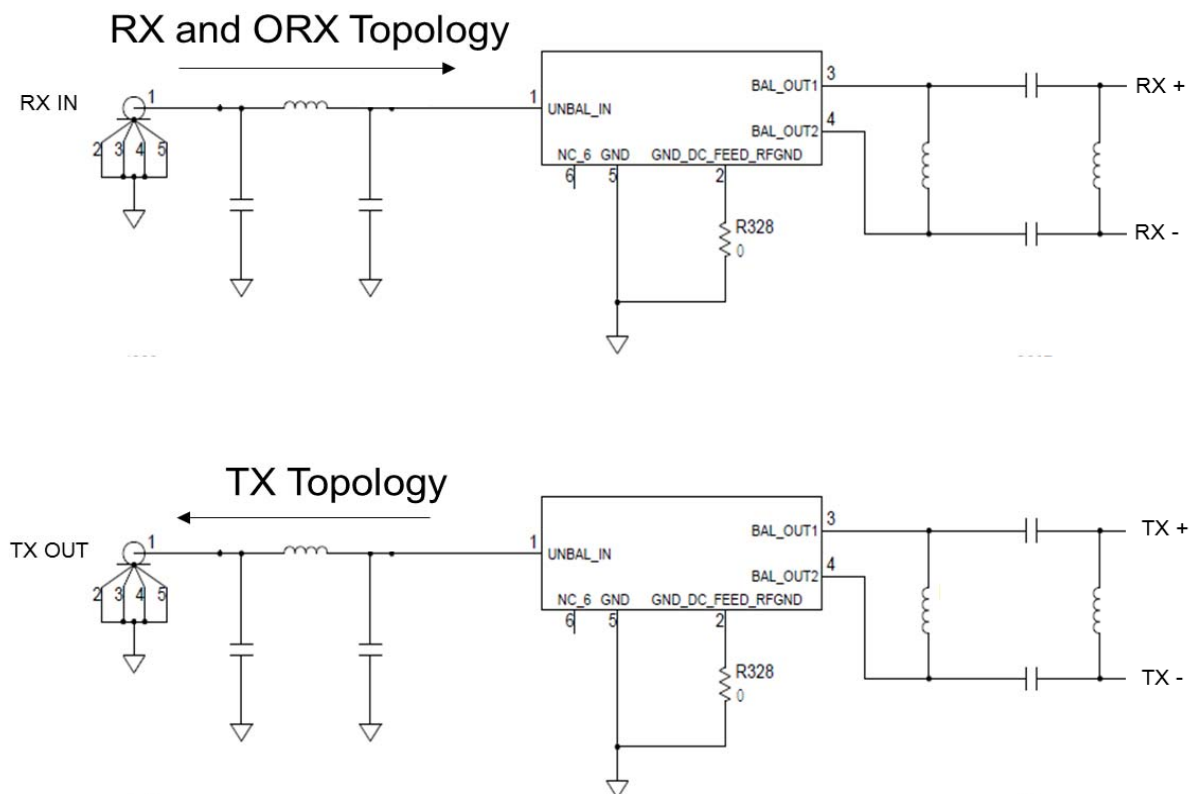 RX and ORX Topology
RX IN
1
2 3 4 5
1
UNBAL_IN
BAL_OUT1
3
BAL_OUT2
4
NC_6 GND GND_DC_FEED_RFGND
6 5 2
R328
0
RX +
RX -
TX Topology
TX OUT
1
2 3 4 5
1
UNBAL_IN
BAL_OUT1
3
BAL_OUT2
4
NC_6 GND GND_DC_FEED_RFGND
6 5 2
R328
0
TX +
TX -